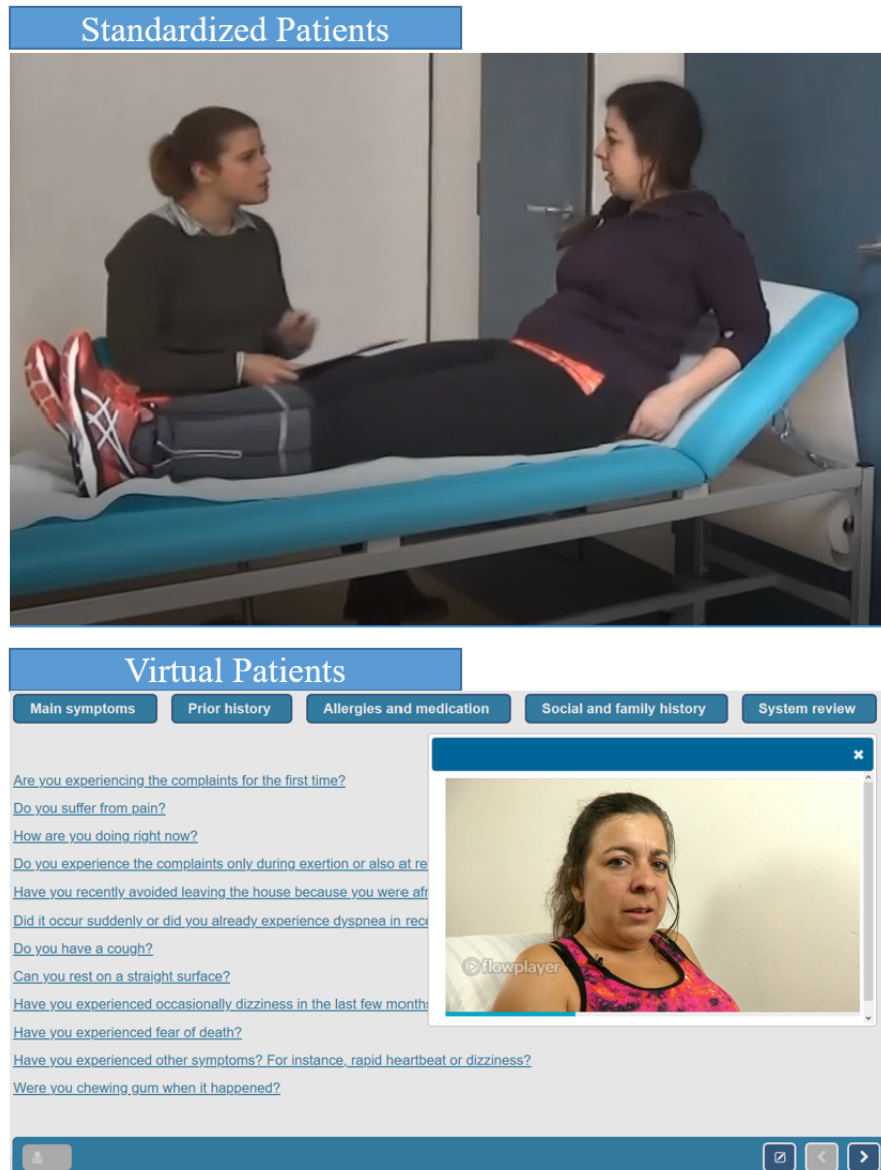 Standardized Patients
Virtual Patients
Main symptoms
Prior history
Allergies and medication
Social and family history
System review
Are you experiencing the complaints for the first time?
Do you suffer from pain?
How are you doing right now?
Do you experience the complaints only during exertion or also at re
Have you recently avoided leaving the house because you were afr
Did it occur suddenly or did you already experience dyspnea in rece
Do you have a cough?
Can you rest on a straight surface?
Have you experienced occasionally dizziness in the last few months
Have you experienced fear of death?
Have you experienced other symptoms? For instance, rapid heartbeat or dizziness?
Were you chewing gum when it happened?
flowplayer